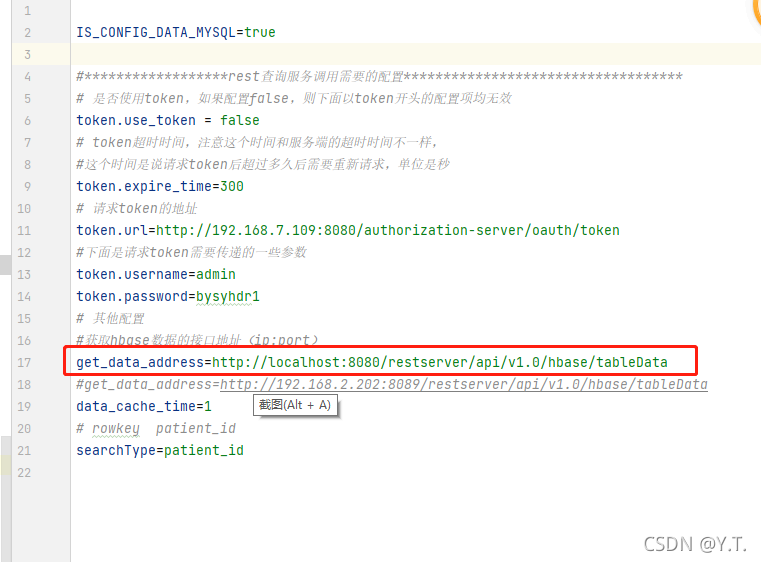 1
2 IS_CONFIG_DATA_MYSQL=true
3
4 #******************rest查询服务调用需要的配置***********************************
5 # 是否使用token，如果配置false，则下面以token开头的配置项均无效
6 token.use_token = false
7 # token超时时间，注意这个时间和服务端的超时时间不一样，
8 #这个时间是说请求token后超过多久后需要重新请求，单位是秒
9 token.expire_time=300
10 # 请求token的地址
11 token.url=http://192.168.7.109:8080/authorization-server/oauth/token
12 #下面是请求token需要传递的一些参数
13 token.username=admin
14 token.password=bysyhdr1
15 # 其他配置
16 #获取hbase数据的接口地址（ip:port）
17 get_data_address=http://localhost:8080/restserver/api/v1.0/hbase/tableData
18 #get_data_address=http://192.168.2.202:8089/restserver/api/v1.0/hbase/tableData
19 data_cache_time=1
截图(Alt + A)
20 # rowkey  patient_id
21 searchType=patient_id
22
CSDN @Y.T.